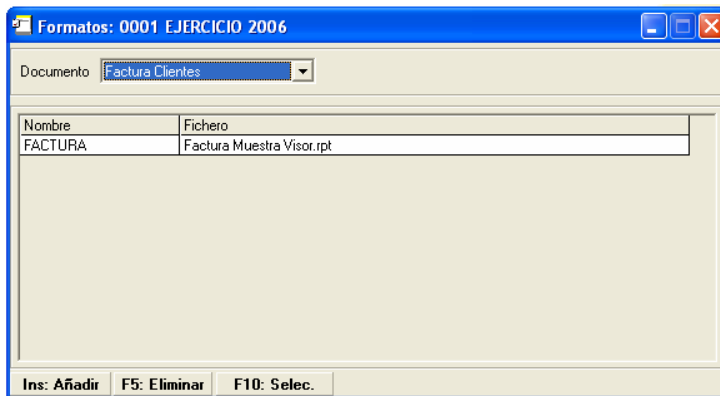 Formatos: 0001 EJERCICIO 2006
Documento Factura Clientes
Nombre Fichero
FACTURA Factura Muestra Visor.rpt
Ins: Añadir F5: Eliminar F10: Selec.